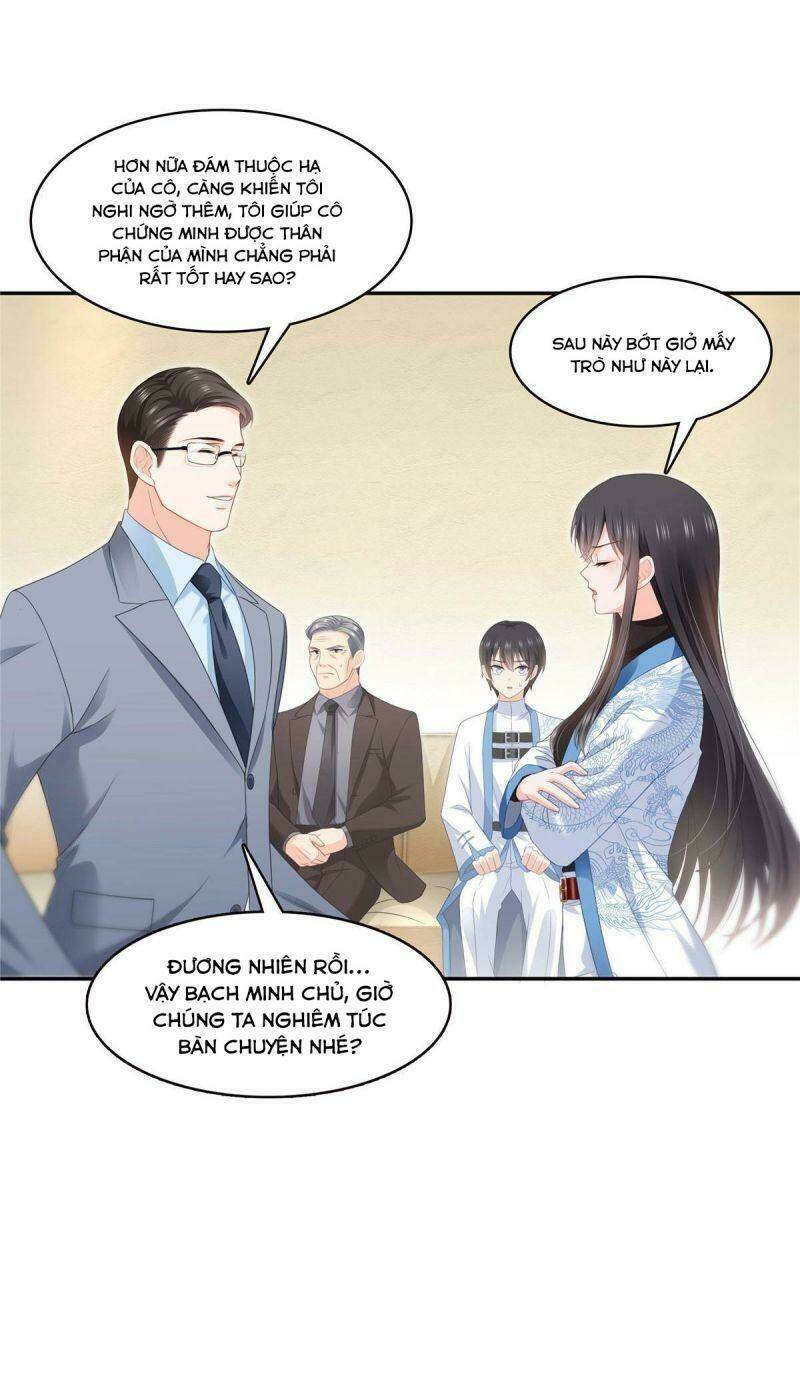 HƠN NỮA ĐÁM THUỘC HẠ
CỦA CÔ, CÀNG KHIẾN TÔI
NGHI NGỜ THÊM, TÔI GIÚP CÔ
CHỨNG MINH ĐƯỢC THÂN
PHẬN CỦA MÌNH CHẲNG PHẢI
RẤT TỐT HAY SAO?
SAU NÀY BỚT GIỞ MẤY
TRÒ NHƯ NÀY LẠI.
ĐƯƠNG NHIÊN RỒI...
VẬY BẠCH MINH CHỦ, GIỜ
CHÚNG TA NGHIÊM TÚC
BÀN CHUYỆN NHÉ?